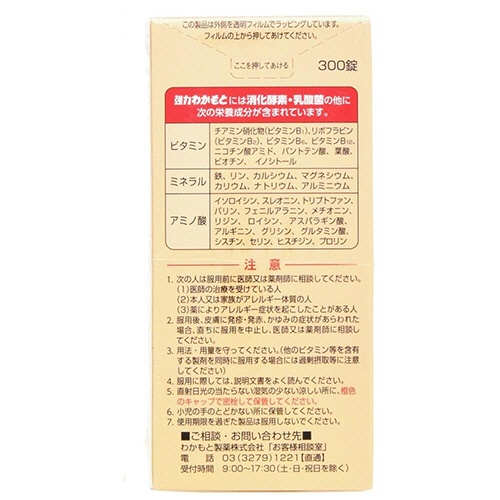 この製品は外側を透明フィルムでラッピングしています。
フィルムの上から押してあけてください。
ここを押してあける
300錠
強力わかもとには消化酵素・乳酸菌の他に
次の栄養成分が含まれています。
ビタミン
チアミン硝化物(ビタミンB₁)、リボフラビン
(ビタミンB₂)、ビタミンB₆、ビタミンB₁₂、
ニコチン酸アミド、パントテン酸、葉酸、
ビオチン、イノシトール
ミネラル
鉄、リン、カルシウム、マグネシウム、
カリウム、ナトリウム、アルミニウム
アミノ酸
イソロイシン、スレオニン、トリプトファン、
バリン、フェニルアラニン、メチオニン、
リジン、ロイシン、アスパラギン酸、
アルギニン、グリシン、グルタミン酸、
シスチン、セリン、ヒスチジン、プロリン
注意
1. 次の人は服用前に医師又は薬剤師に相談してください。
(1)医師の治療を受けている人
(2)本人又は家族がアレルギー体質の人
(3)薬によりアレルギー症状を起こしたことがある人
2. 服用後、皮膚に発疹・発赤、かゆみの症状があらわれた
場合、直ちに服用を中止し、医師又は薬剤師に相談し
てください。
3. 用法・用量を守ってください。(他のビタミン等を含有
する製剤を同時に服用する場合には過剰摂取等に注意
してください)
4. 服用に際しては、説明文書をよく読んでください。
5. 直射日光の当たらない湿気の少ない涼しい所に、橙色
のキャップで密栓して保管してください。
6. 小児の手のとどかない所に保管してください。
7. 使用期限を過ぎた製品は服用しないでください。
■ご相談・お問い合わせ先■
わかもと製薬株式会社「お客様相談室」
電話 03(3279)1221【直通】
受付時間 9:00〜17:30(土・日・祝日を除く)